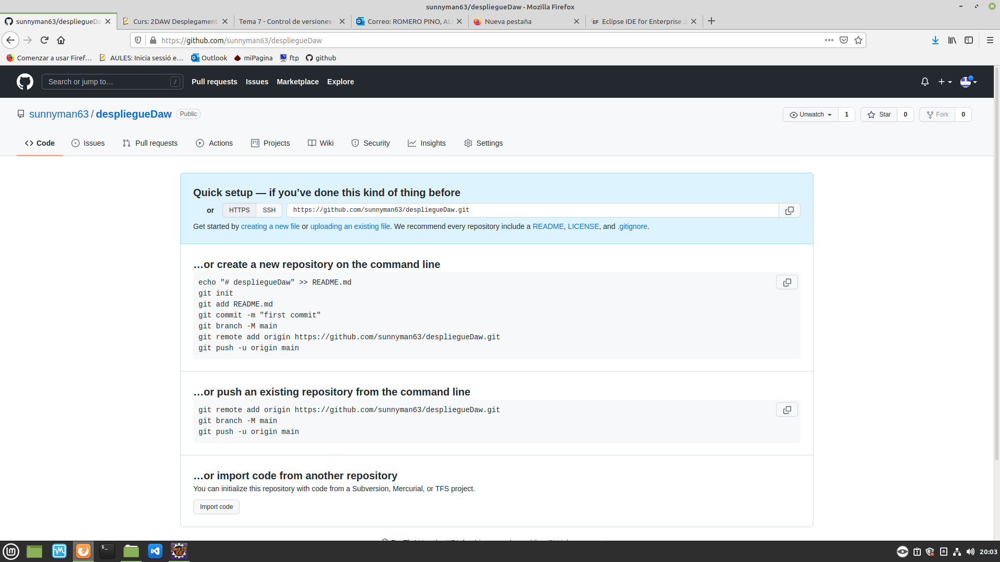 sunnyman63/despliegueDaw - Mozilla Firefox
sunnyman63/despliegueDa
Curs: 2DAW Desplegament
Tema 7 - Control de versiones -
Correo: ROMERO PINO, ALE
Nueva pestaña
Eclipse IDE for Enterprise J
https://github.com/sunnyman63/despliegueDaw
Comenzar a usar Firef…
AULES: Inicia sessió e…
Outlook
miPagina
ftp
github
Search or jump to…
/
Pull requests
Issues
Marketplace
Explore
sunnyman63 / despliegueDaw
Public
Unwatch
1
Star
0
Fork
0
Code
Issues
Pull requests
Actions
Projects
Wiki
Security
Insights
Settings
Quick setup — if you’ve done this kind of thing before
or
HTTPS
SSH
https://github.com/sunnyman63/despliegueDaw.git
Get started by creating a new file or uploading an existing file. We recommend every repository include a README, LICENSE, and .gitignore.
…or create a new repository on the command line
echo "# despliegueDaw" >> README.md
git init
git add README.md
git commit -m "first commit"
git branch -M main
git remote add origin https://github.com/sunnyman63/despliegueDaw.git
git push -u origin main
…or push an existing repository from the command line
git remote add origin https://github.com/sunnyman63/despliegueDaw.git
git branch -M main
git push -u origin main
…or import code from another repository
You can initialize this repository with code from a Subversion, Mercurial, or TFS project.
Import code
Java EE
IDE
20:03